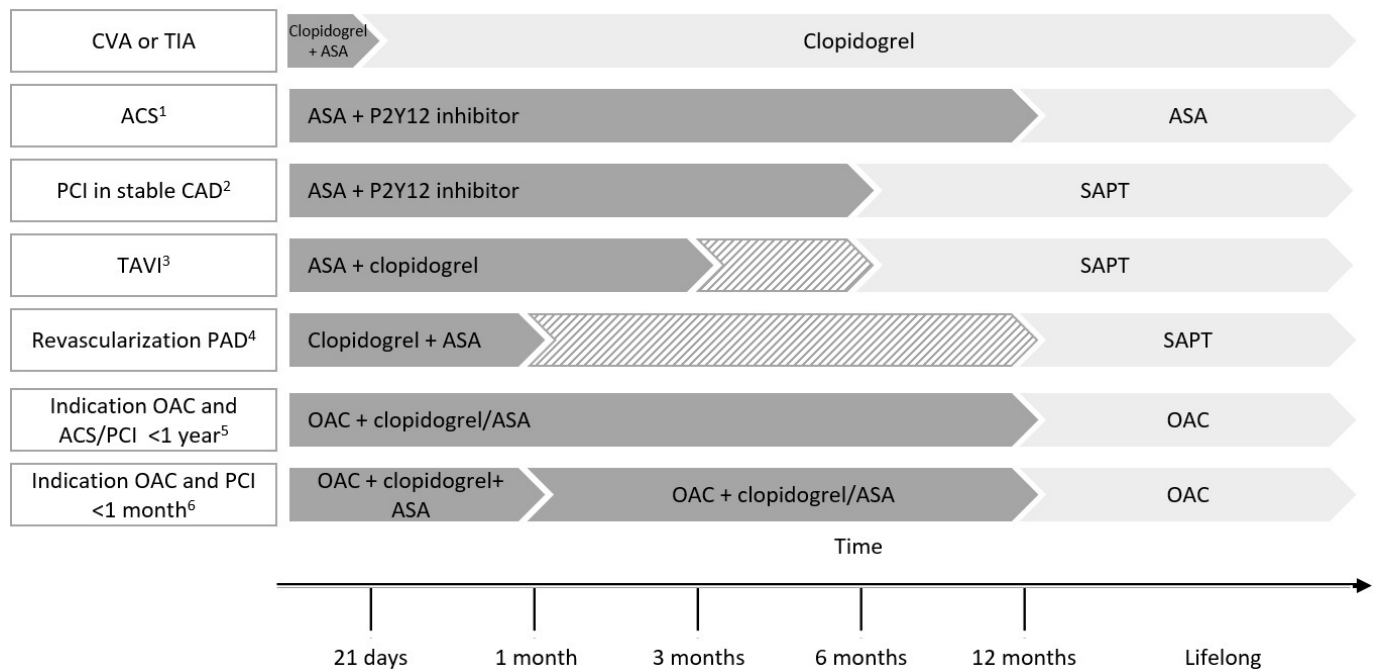 CVA or TIA
Clopidogrel
+ ASA
Clopidogrel
ACS¹
ASA + P2Y12 inhibitor
ASA
PCI in stable CAD²
ASA + P2Y12 inhibitor
SAPT
TAVI³
ASA + clopidogrel
SAPT
Revascularization PAD⁴
Clopidogrel + ASA
SAPT
Indication OAC and
ACS/PCI <1 year⁵
OAC + clopidogrel/ASA
OAC
Indication OAC and PCI
<1 month⁶
OAC + clopidogrel+
ASA
OAC + clopidogrel/ASA
OAC
Time
21 days
1 month
3 months
6 months
12 months
Lifelong